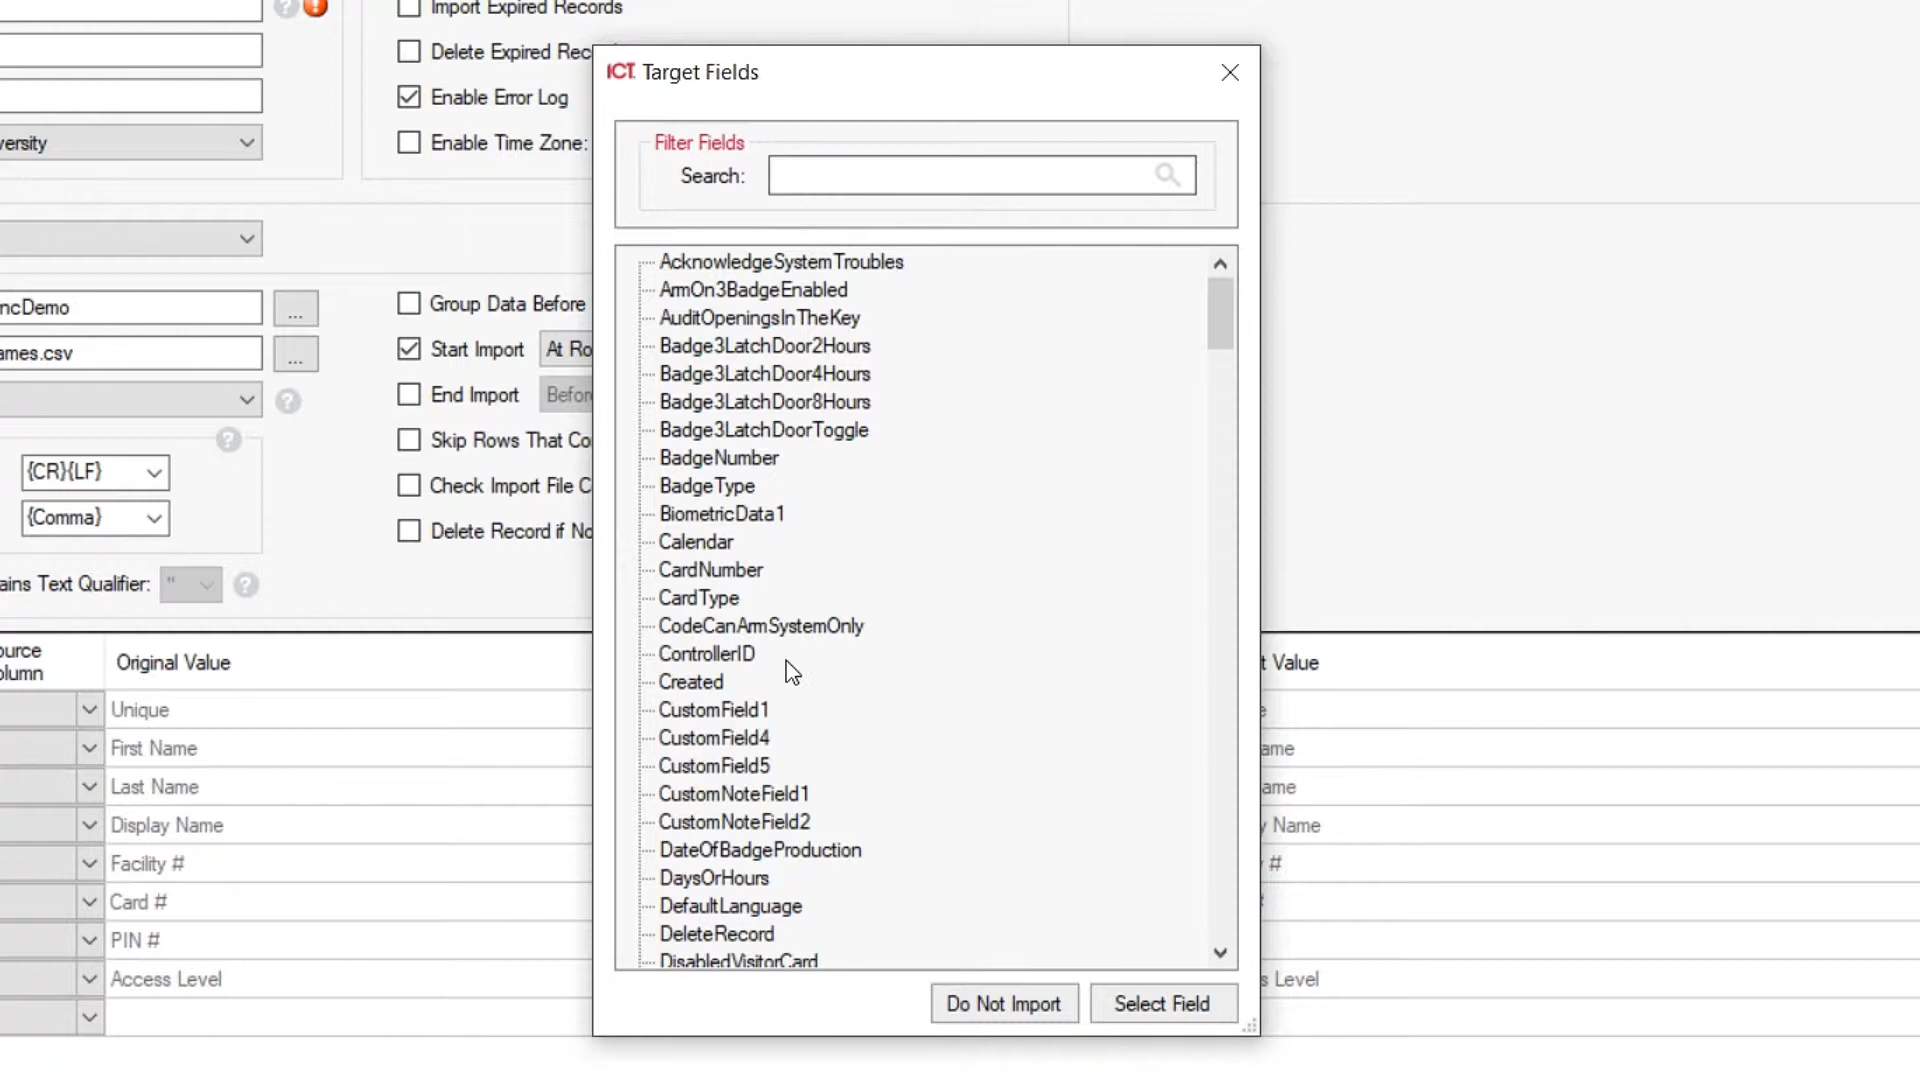 Import Expired Records
Delete Expired Rec
Enable Error Log
versity
Enable Time Zone:
ncDemo
...
Group Data Before
ames.csv
...
Start Import
At Ro
End Import
Befor
Skip Rows That Co
{CR}{LF}
Check Import File C
{Comma}
Delete Record if No
ains Text Qualifier:
"
ource
olumn
Original Value
Unique
First Name
Last Name
Display Name
Facility #
Card #
PIN #
Access Level
ICT Target Fields
Filter Fields
Search:
AcknowledgeSystemTroubles
ArmOn3BadgeEnabled
AuditOpeningsInTheKey
Badge3LatchDoor2Hours
Badge3LatchDoor4Hours
Badge3LatchDoor8Hours
Badge3LatchDoorToggle
BadgeNumber
BadgeType
BiometricData1
Calendar
CardNumber
CardType
CodeCanArmSystemOnly
ControllerID
Created
CustomField1
CustomField4
CustomField5
CustomNoteField1
CustomNoteField2
DateOfBadgeProduction
DaysOrHours
DefaultLanguage
DeleteRecord
DisabledVisitorCard
Do Not Import
Select Field
t Value
e
ame
ame
y Name
#
s Level